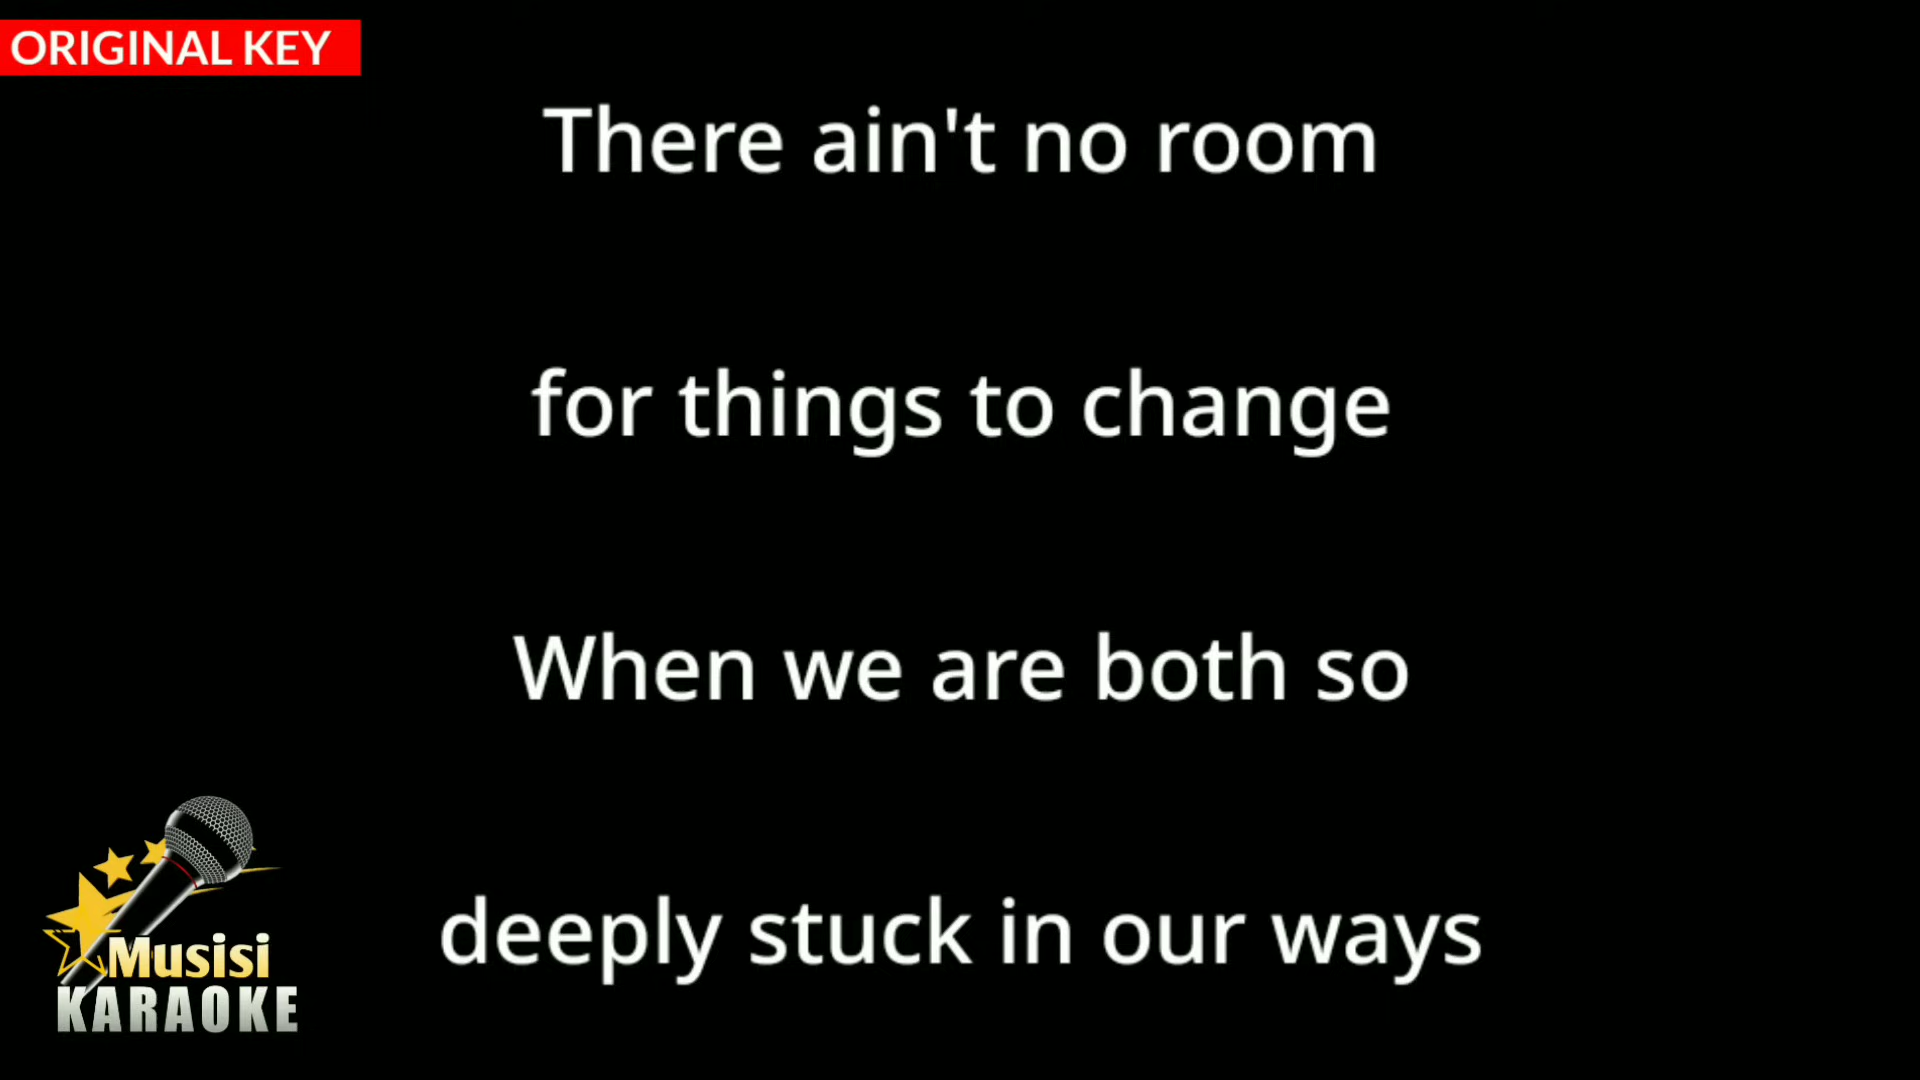 ORIGINAL KEY
There ain't no room
for things to change
When we are both so
deeply stuck in our ways
Musisi
KARAOKE